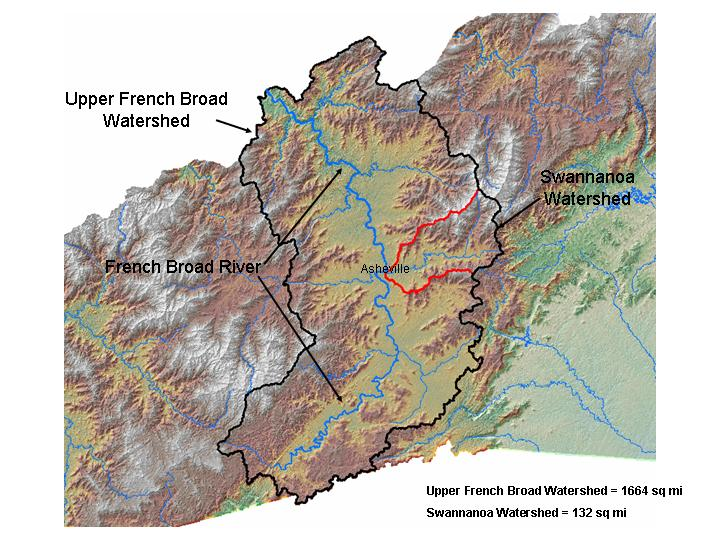 Upper French Broad
Watershed
Swannanoa
Watershed
French Broad River
Asheville
Upper French Broad Watershed = 1664 sq mi
Swannanoa Watershed = 132 sq mi